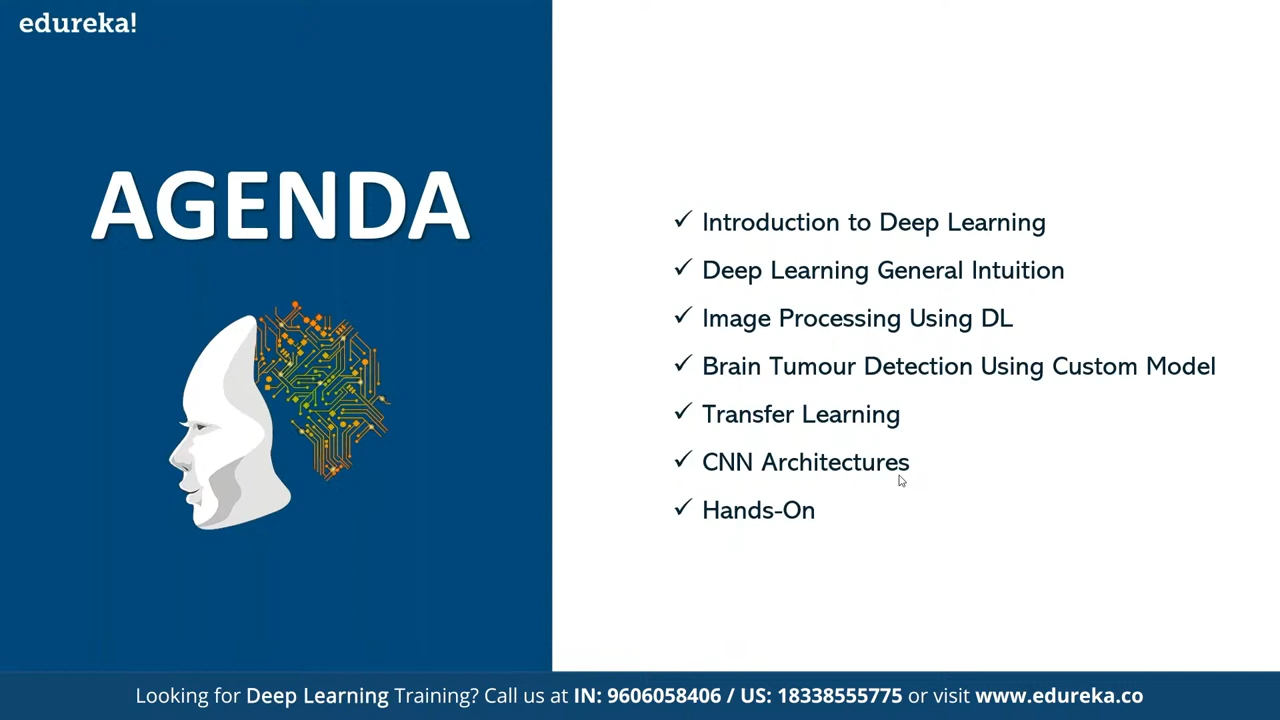 edureka!
AGENDA
✓ Introduction to Deep Learning
✓ Deep Learning General Intuition
✓ Image Processing Using DL
✓ Brain Tumour Detection Using Custom Model
✓ Transfer Learning
✓ CNN Architectures
✓ Hands-On
Looking for Deep Learning Training? Call us at IN: 9606058406 / US: 18338555775 or visit www.edureka.co